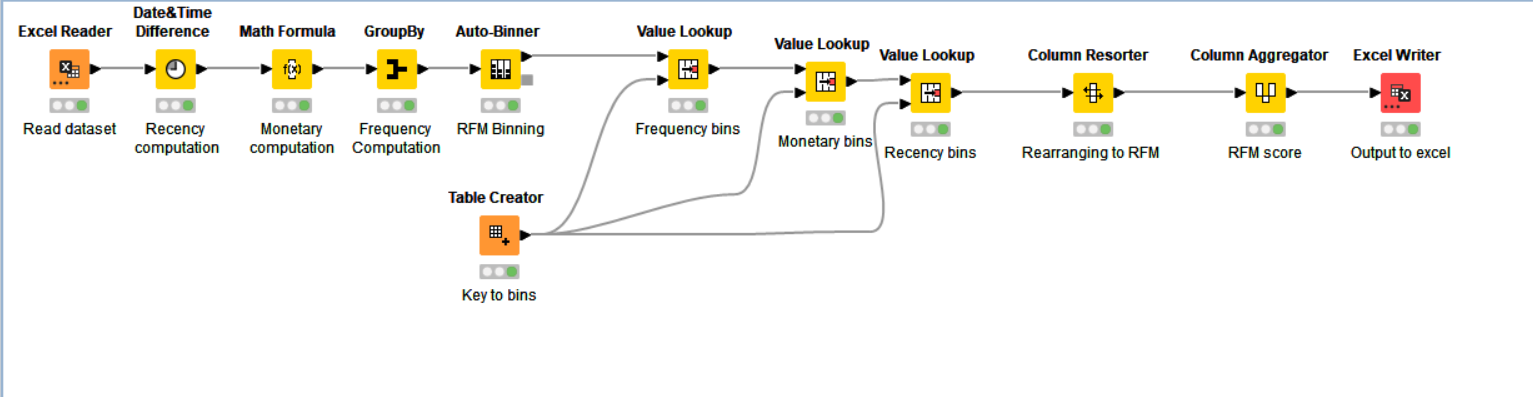 Excel Reader
Read dataset
Date&Time
Difference
Recency
computation
Math Formula
Monetary
computation
GroupBy
Frequency
Computation
Auto-Binner
RFM Binning
Table Creator
Key to bins
Value Lookup
Frequency bins
Value Lookup
Monetary bins
Value Lookup
Recency bins
Column Resorter
Rearranging to RFM
Column Aggregator
RFM score
Excel Writer
Output to excel